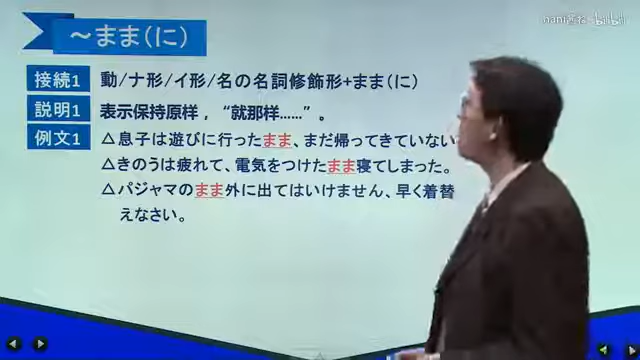 ～まま（に）
接続1 動/ナ形/イ形/名の名詞修飾形+まま（に）
説明1 表示保持原样，“就那样……”。
例文1 △息子は遊びに行ったまま、まだ帰ってきていない
△きのうは疲れて、電気をつけたまま寝てしまった。
△パジャマのまま外に出てはいけません、早く着替
えなさい。
bilibili